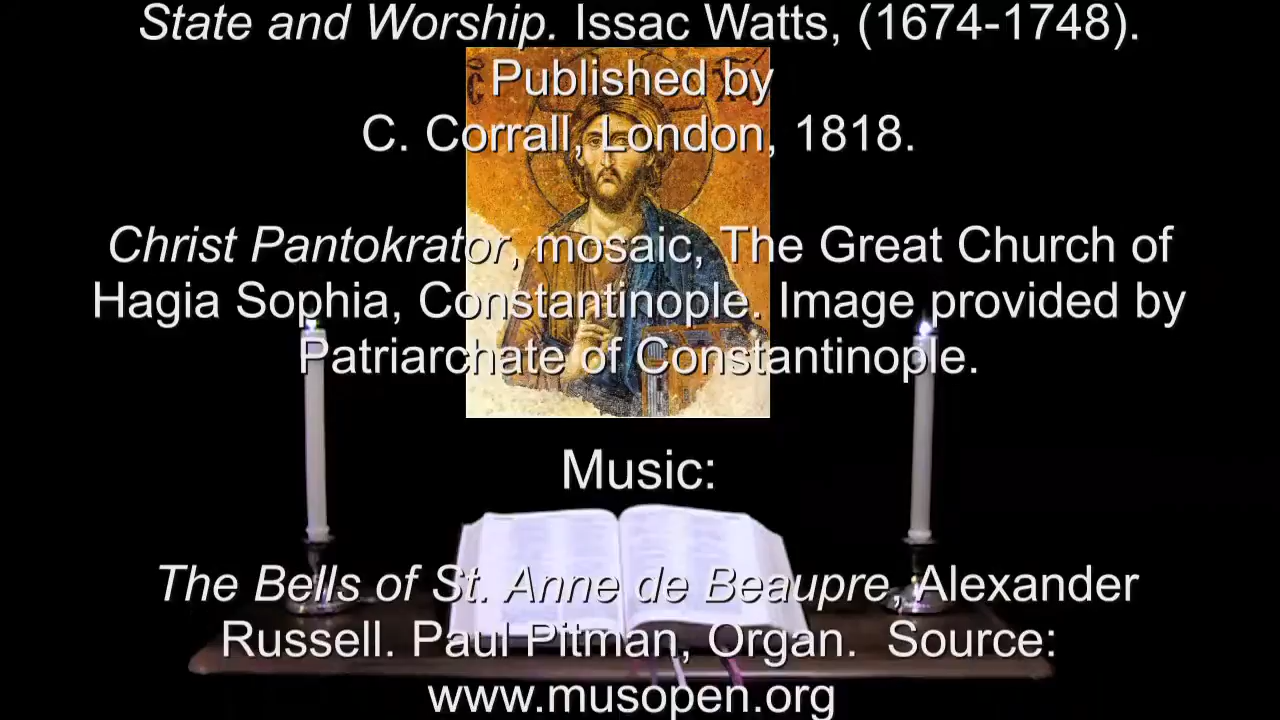 State and Worship. Issac Watts, (1674-1748).
Published by
C. Corrall, London, 1818.
Christ Pantokrator, mosaic, The Great Church of
Hagia Sophia, Constantinople. Image provided by
Patriarchate of Constantinople.
Music:
The Bells of St. Anne de Beaupre, Alexander
Russell. Paul Pitman, Organ. Source:
www.musopen.org